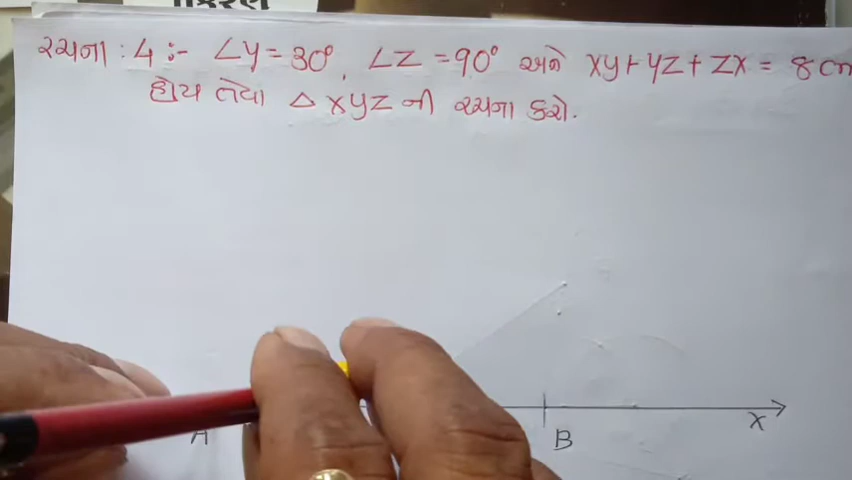 રચના : 4 :- ∠Y = 30°, ∠Z = 90° અને XY + YZ + ZX = 8 cm
હોય તેવા △ XYZ ની રચના કરો.
A B X